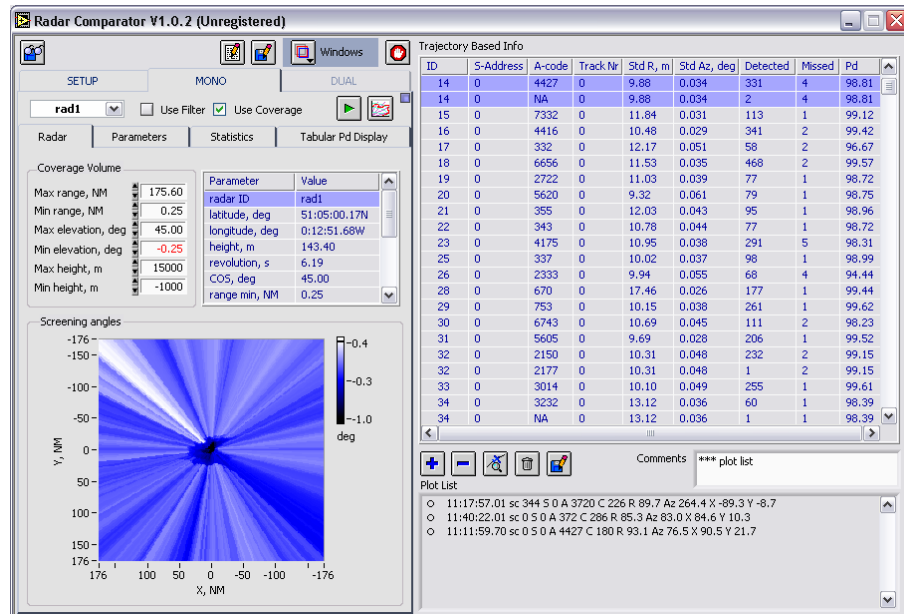 Radar Comparator V1.0.2 (Unregistered)
Windows
SETUP MONO DUAL
rad1 Use Filter Use Coverage
Radar Parameters Statistics Tabular Pd Display
Coverage Volume
Max range, NM 175.60
Min range, NM 0.25
Max elevation, deg 45.00
Min elevation, deg -0.25
Max height, m 15000
Min height, m -1000
Parameter Value
radar ID rad1
latitude, deg 51:05:00.17N
longitude, deg 0:12:51.68W
height, m 143.40
revolution, s 6.19
COS, deg 45.00
range min, NM 0.25
Screening angles
-176
-150
-100
-50
0
50
100
150
176
Y, NM
176 100 50 0 -50 -100 -176
X, NM
-0.4
-0.3
-1.0
deg
Trajectory Based Info
ID S-Address A-code Track Nr Std R, m Std Az, deg Detected Missed Pd
14 0 4427 0 9.88 0.034 331 4 98.81
14 0 NA 0 9.88 0.034 2 4 98.81
15 0 7332 0 11.84 0.031 113 1 99.12
16 0 4416 0 10.48 0.029 341 2 99.42
17 0 332 0 12.17 0.051 58 2 96.67
18 0 6656 0 11.53 0.035 468 2 99.57
19 0 2722 0 11.03 0.039 77 1 98.72
20 0 5620 0 9.32 0.061 79 1 98.75
21 0 355 0 12.03 0.043 95 1 98.96
22 0 343 0 10.78 0.044 77 1 98.72
23 0 4175 0 10.95 0.038 291 5 98.31
25 0 337 0 10.02 0.037 98 1 98.99
26 0 2333 0 9.94 0.055 68 4 94.44
28 0 670 0 17.46 0.026 177 1 99.44
29 0 753 0 10.15 0.038 261 1 99.62
30 0 6743 0 10.69 0.045 111 2 98.23
31 0 5605 0 9.69 0.028 206 1 99.52
32 0 2150 0 10.31 0.048 232 2 99.15
32 0 2177 0 10.31 0.048 1 2 99.15
33 0 3014 0 10.10 0.049 255 1 99.61
34 0 3232 0 13.12 0.036 60 1 98.39
34 0 NA 0 13.12 0.036 1 1 98.39
Comments *** plot list
Plot List
11:17:57.01 sc 344 S 0 A 3720 C 226 R 89.7 Az 264.4 X -89.3 Y -8.7
11:40:22.01 sc 0 S 0 A 372 C 286 R 85.3 Az 83.0 X 84.6 Y 10.3
11:11:59.70 sc 0 S 0 A 4427 C 180 R 93.1 Az 76.5 X 90.5 Y 21.7